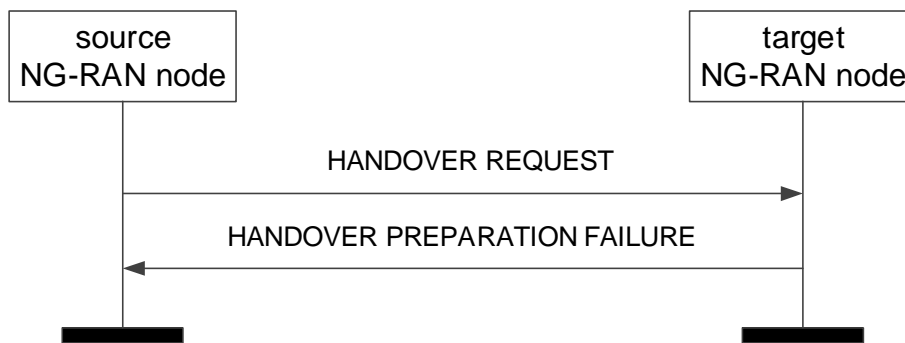 source
NG-RAN node
target
NG-RAN node
HANDOVER REQUEST
HANDOVER PREPARATION FAILURE